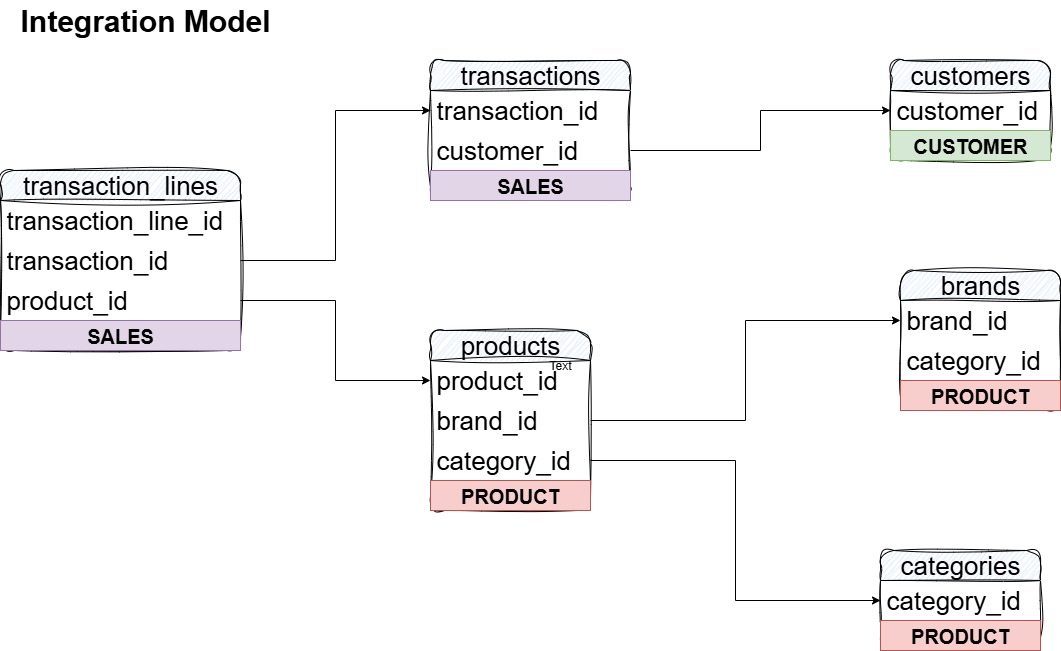 Integration Model
transactions
transaction_id
customer_id
SALES
customers
customer_id
CUSTOMER
transaction_lines
transaction_line_id
transaction_id
product_id
SALES
brands
brand_id
category_id
PRODUCT
products
Text
product_id
brand_id
category_id
PRODUCT
categories
category_id
PRODUCT